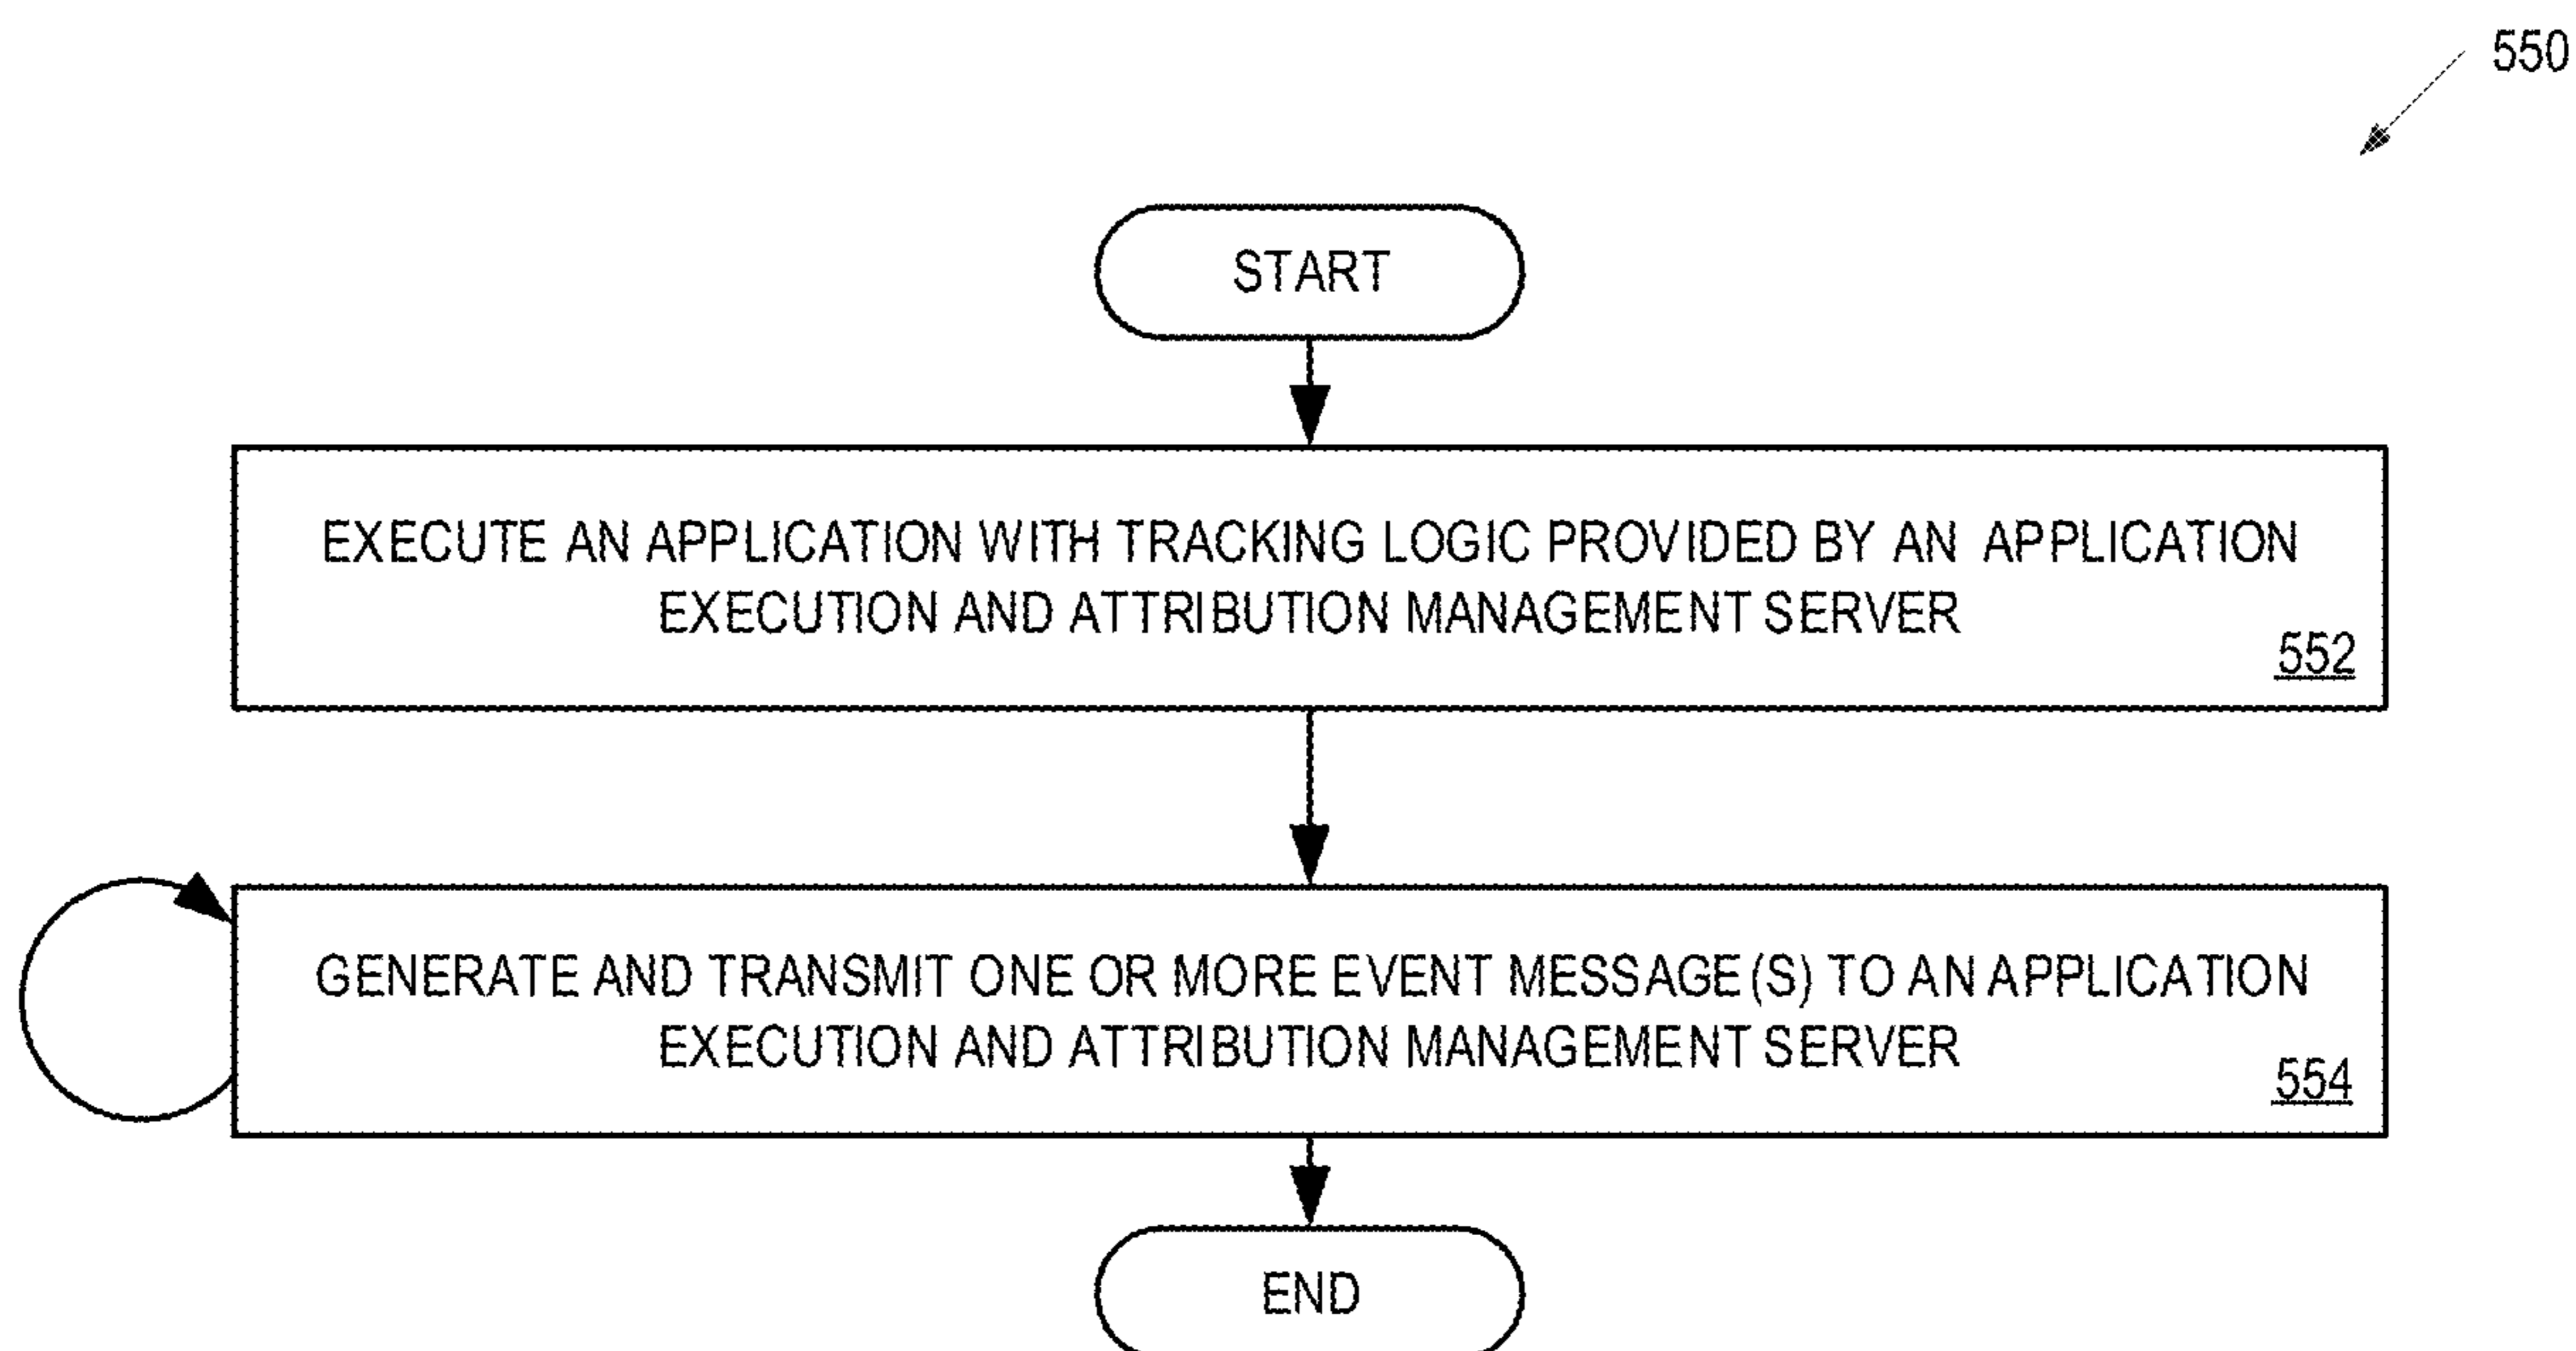 550
START
EXECUTE AN APPLICATION WITH TRACKING LOGIC PROVIDED BY AN APPLICATION
EXECUTION AND ATTRIBUTION MANAGEMENT SERVER
552
GENERATE AND TRANSMIT ONE OR MORE EVENT MESSAGE(S) TO AN APPLICATION
EXECUTION AND ATTRIBUTION MANAGEMENT SERVER
554
END